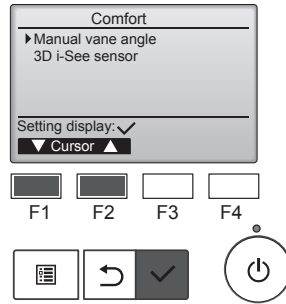 Comfort
Manual vane angle
3D i-See sensor
Setting display:✓
▼ Cursor ▲
F1 F2 F3 F4